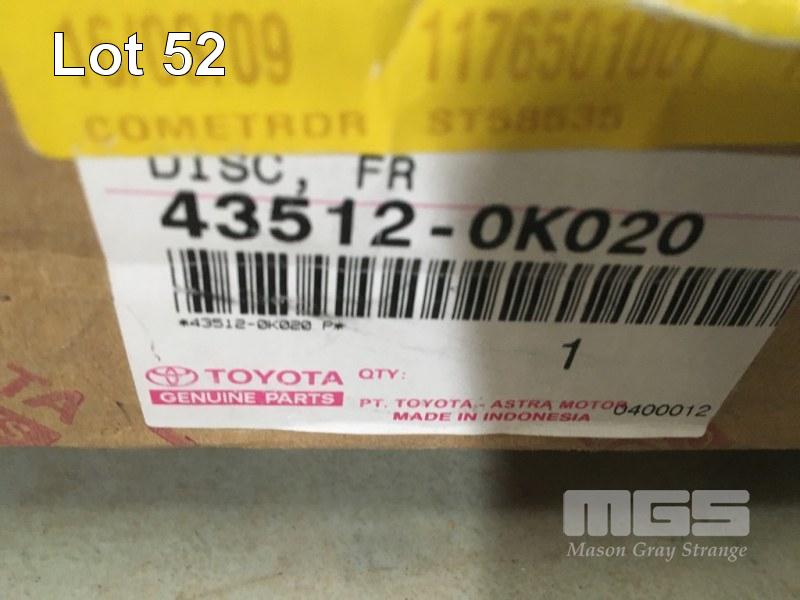 Lot 52
COMETRDR ST58535
DISC, FR
43512-0K020
*43512-0K020 P*
TOYOTA
GENUINE PARTS
QTY: 1
PT. TOYOTA - ASTRA MOTOR 0400012
MADE IN INDONESIA
MGS
Mason Gray Strange